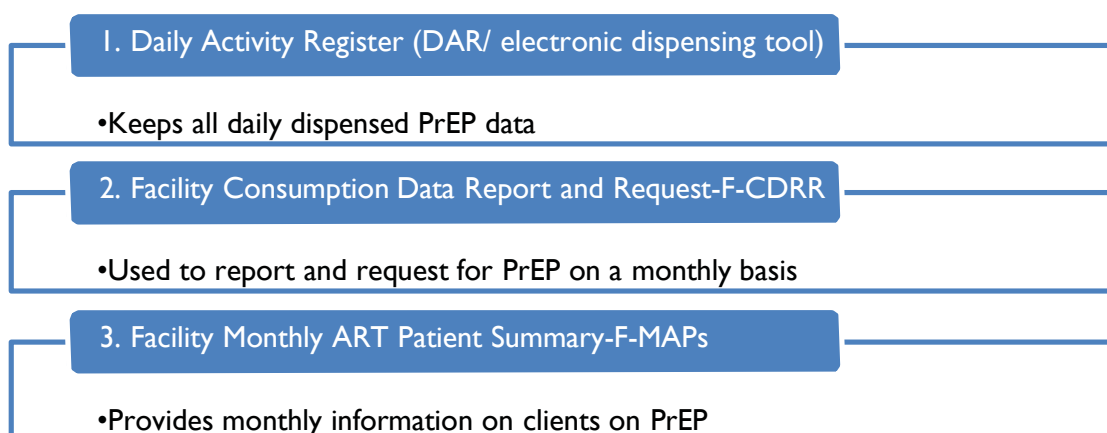 1. Daily Activity Register (DAR/ electronic dispensing tool)
•Keeps all daily dispensed PrEP data
2. Facility Consumption Data Report and Request-F-CDRR
•Used to report and request for PrEP on a monthly basis
3. Facility Monthly ART Patient Summary-F-MAPs
•Provides monthly information on clients on PrEP